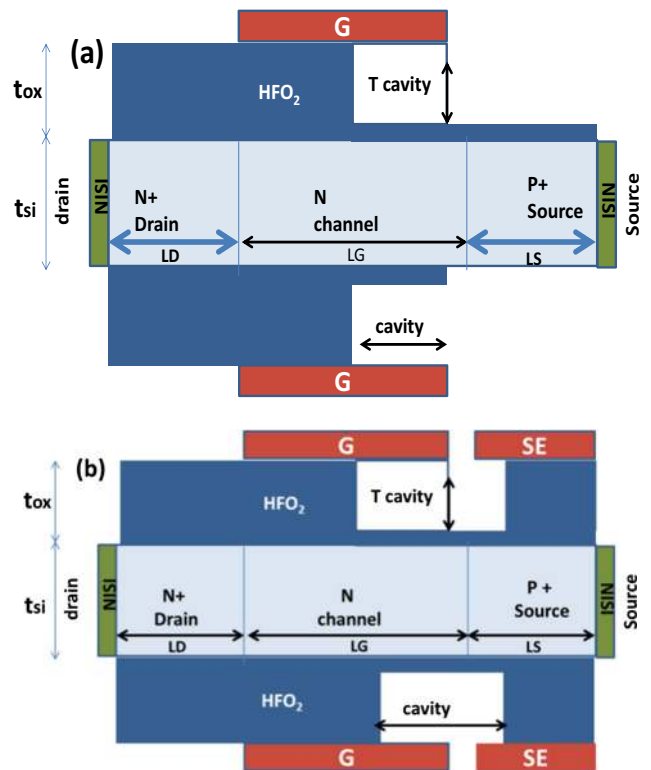 G
(a)
tox
HFO2
T cavity
tsi
drain
NISI
N+
Drain
N
channel
P+
Source
NISI
Source
LD
LG
LS
cavity
G
G
SE
(b)
tox
HFO2
T cavity
tsi
drain
NISI
N+
Drain
N
channel
P +
Source
NISI
Source
LD
LG
LS
HFO2
cavity
G
SE